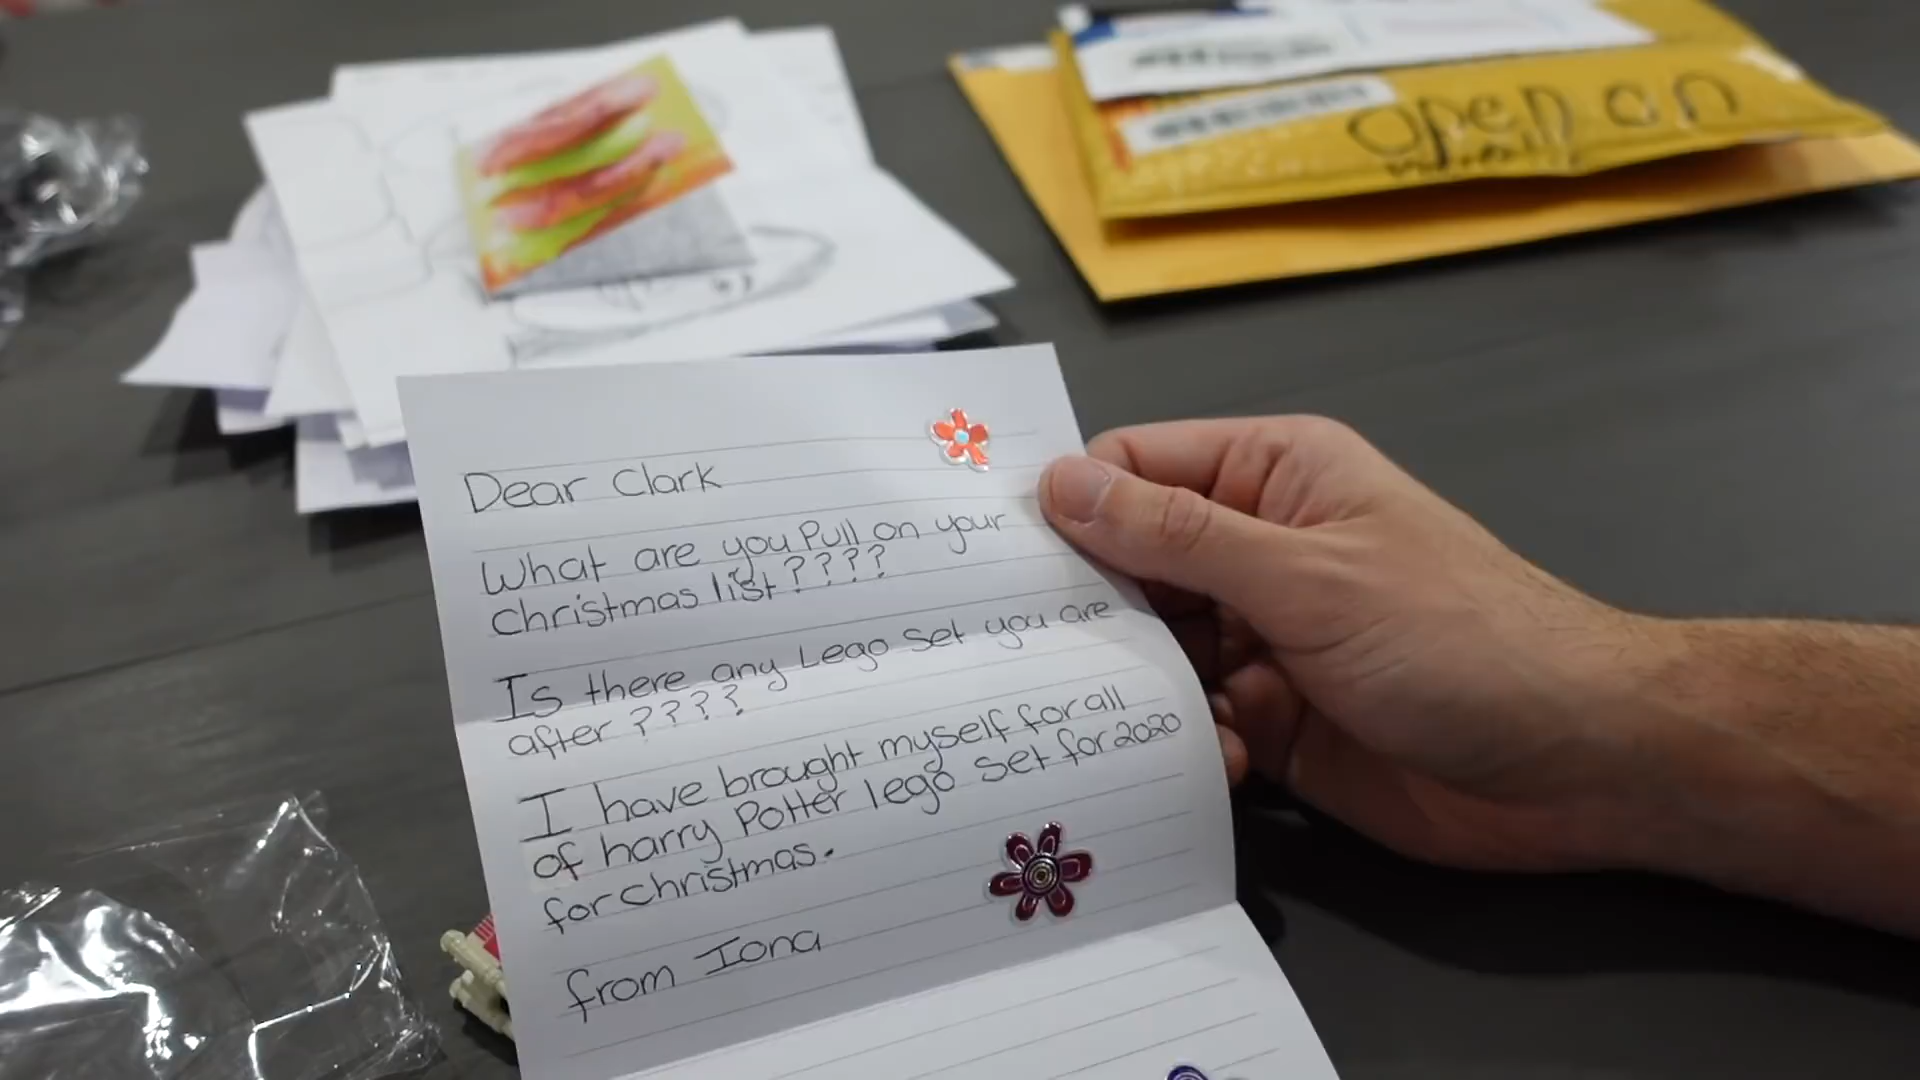 open on
Dear Clark
What are you Pull on your
christmas list????
Is there any Lego Set you are
after ????
I have brought myself for all
of harry Potter lego set for 2020
for christmas.
from Iona